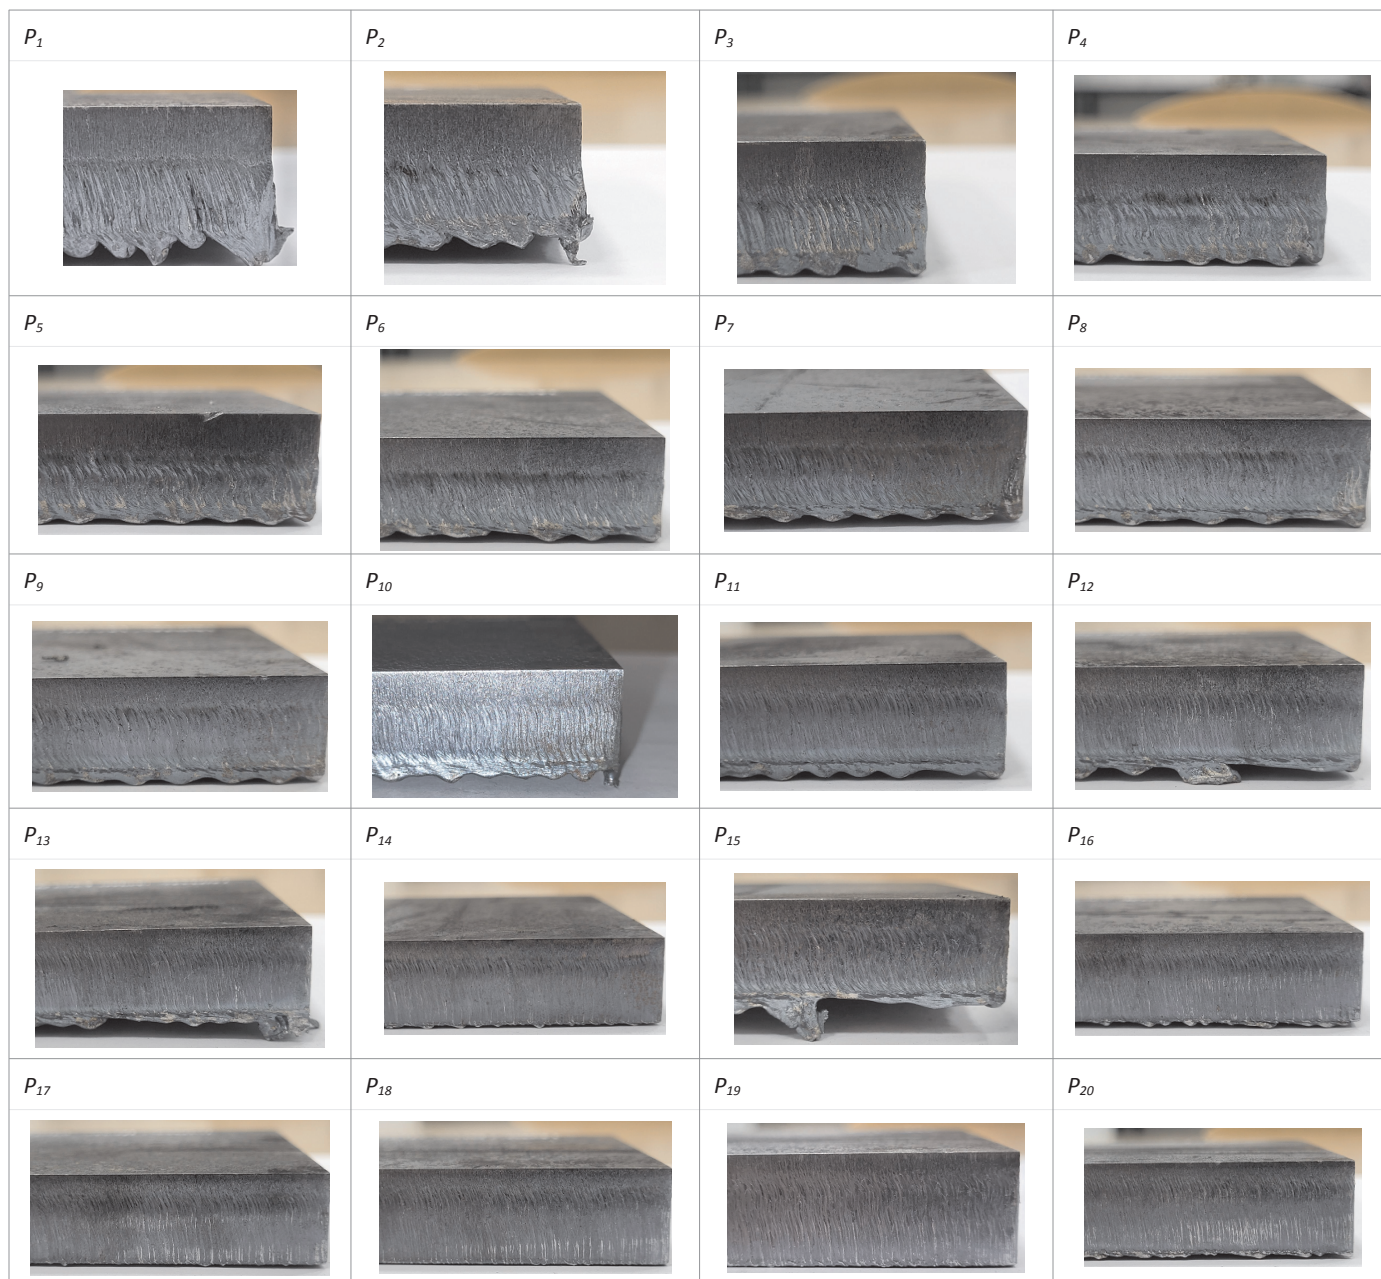 P₁ P₂ P₃ P₄
P₅ P₆ P₇ P₈
P₉ P₁₀ P₁₁ P₁₂
P₁₃ P₁₄ P₁₅ P₁₆
P₁₇ P₁₈ P₁₉ P₂₀